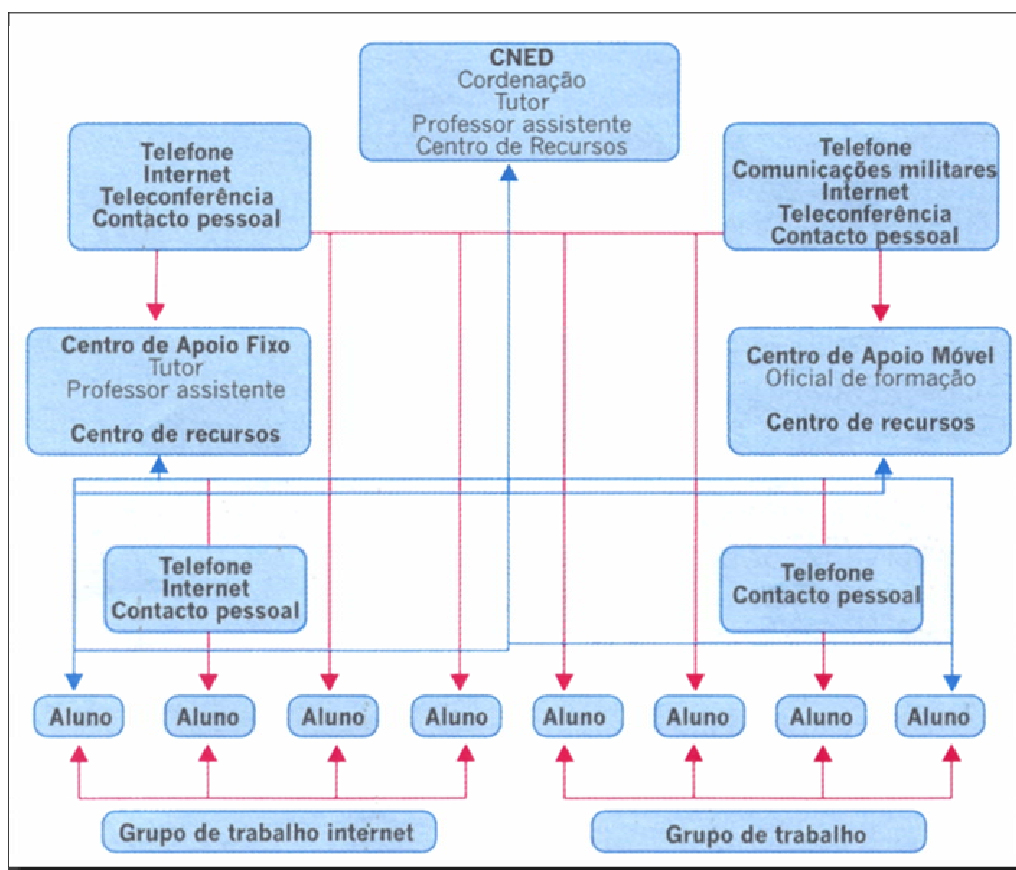 CNED
Cordenação
Tutor
Professor assistente
Centro de Recursos
Telefone
Internet
Teleconferência
Contacto pessoal
Telefone
Comunicações militares
Internet
Teleconferência
Contacto pessoal
Centro de Apoio Fixo
Tutor
Professor assistente
Centro de recursos
Centro de Apoio Móvel
Oficial de formação
Centro de recursos
Telefone
Internet
Contacto pessoal
Telefone
Contacto pessoal
Aluno
Aluno
Aluno
Aluno
Aluno
Aluno
Aluno
Aluno
Grupo de trabalho internet
Grupo de trabalho